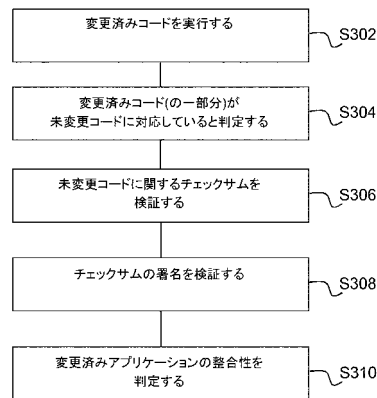 変更済みコードを実行する
S302
変更済みコード(の一部分)が
未変更コードに対応していると判定する
S304
未変更コードに関するチェックサムを
検証する
S306
チェックサムの署名を検証する
S308
変更済みアプリケーションの整合性を
判定する
S310